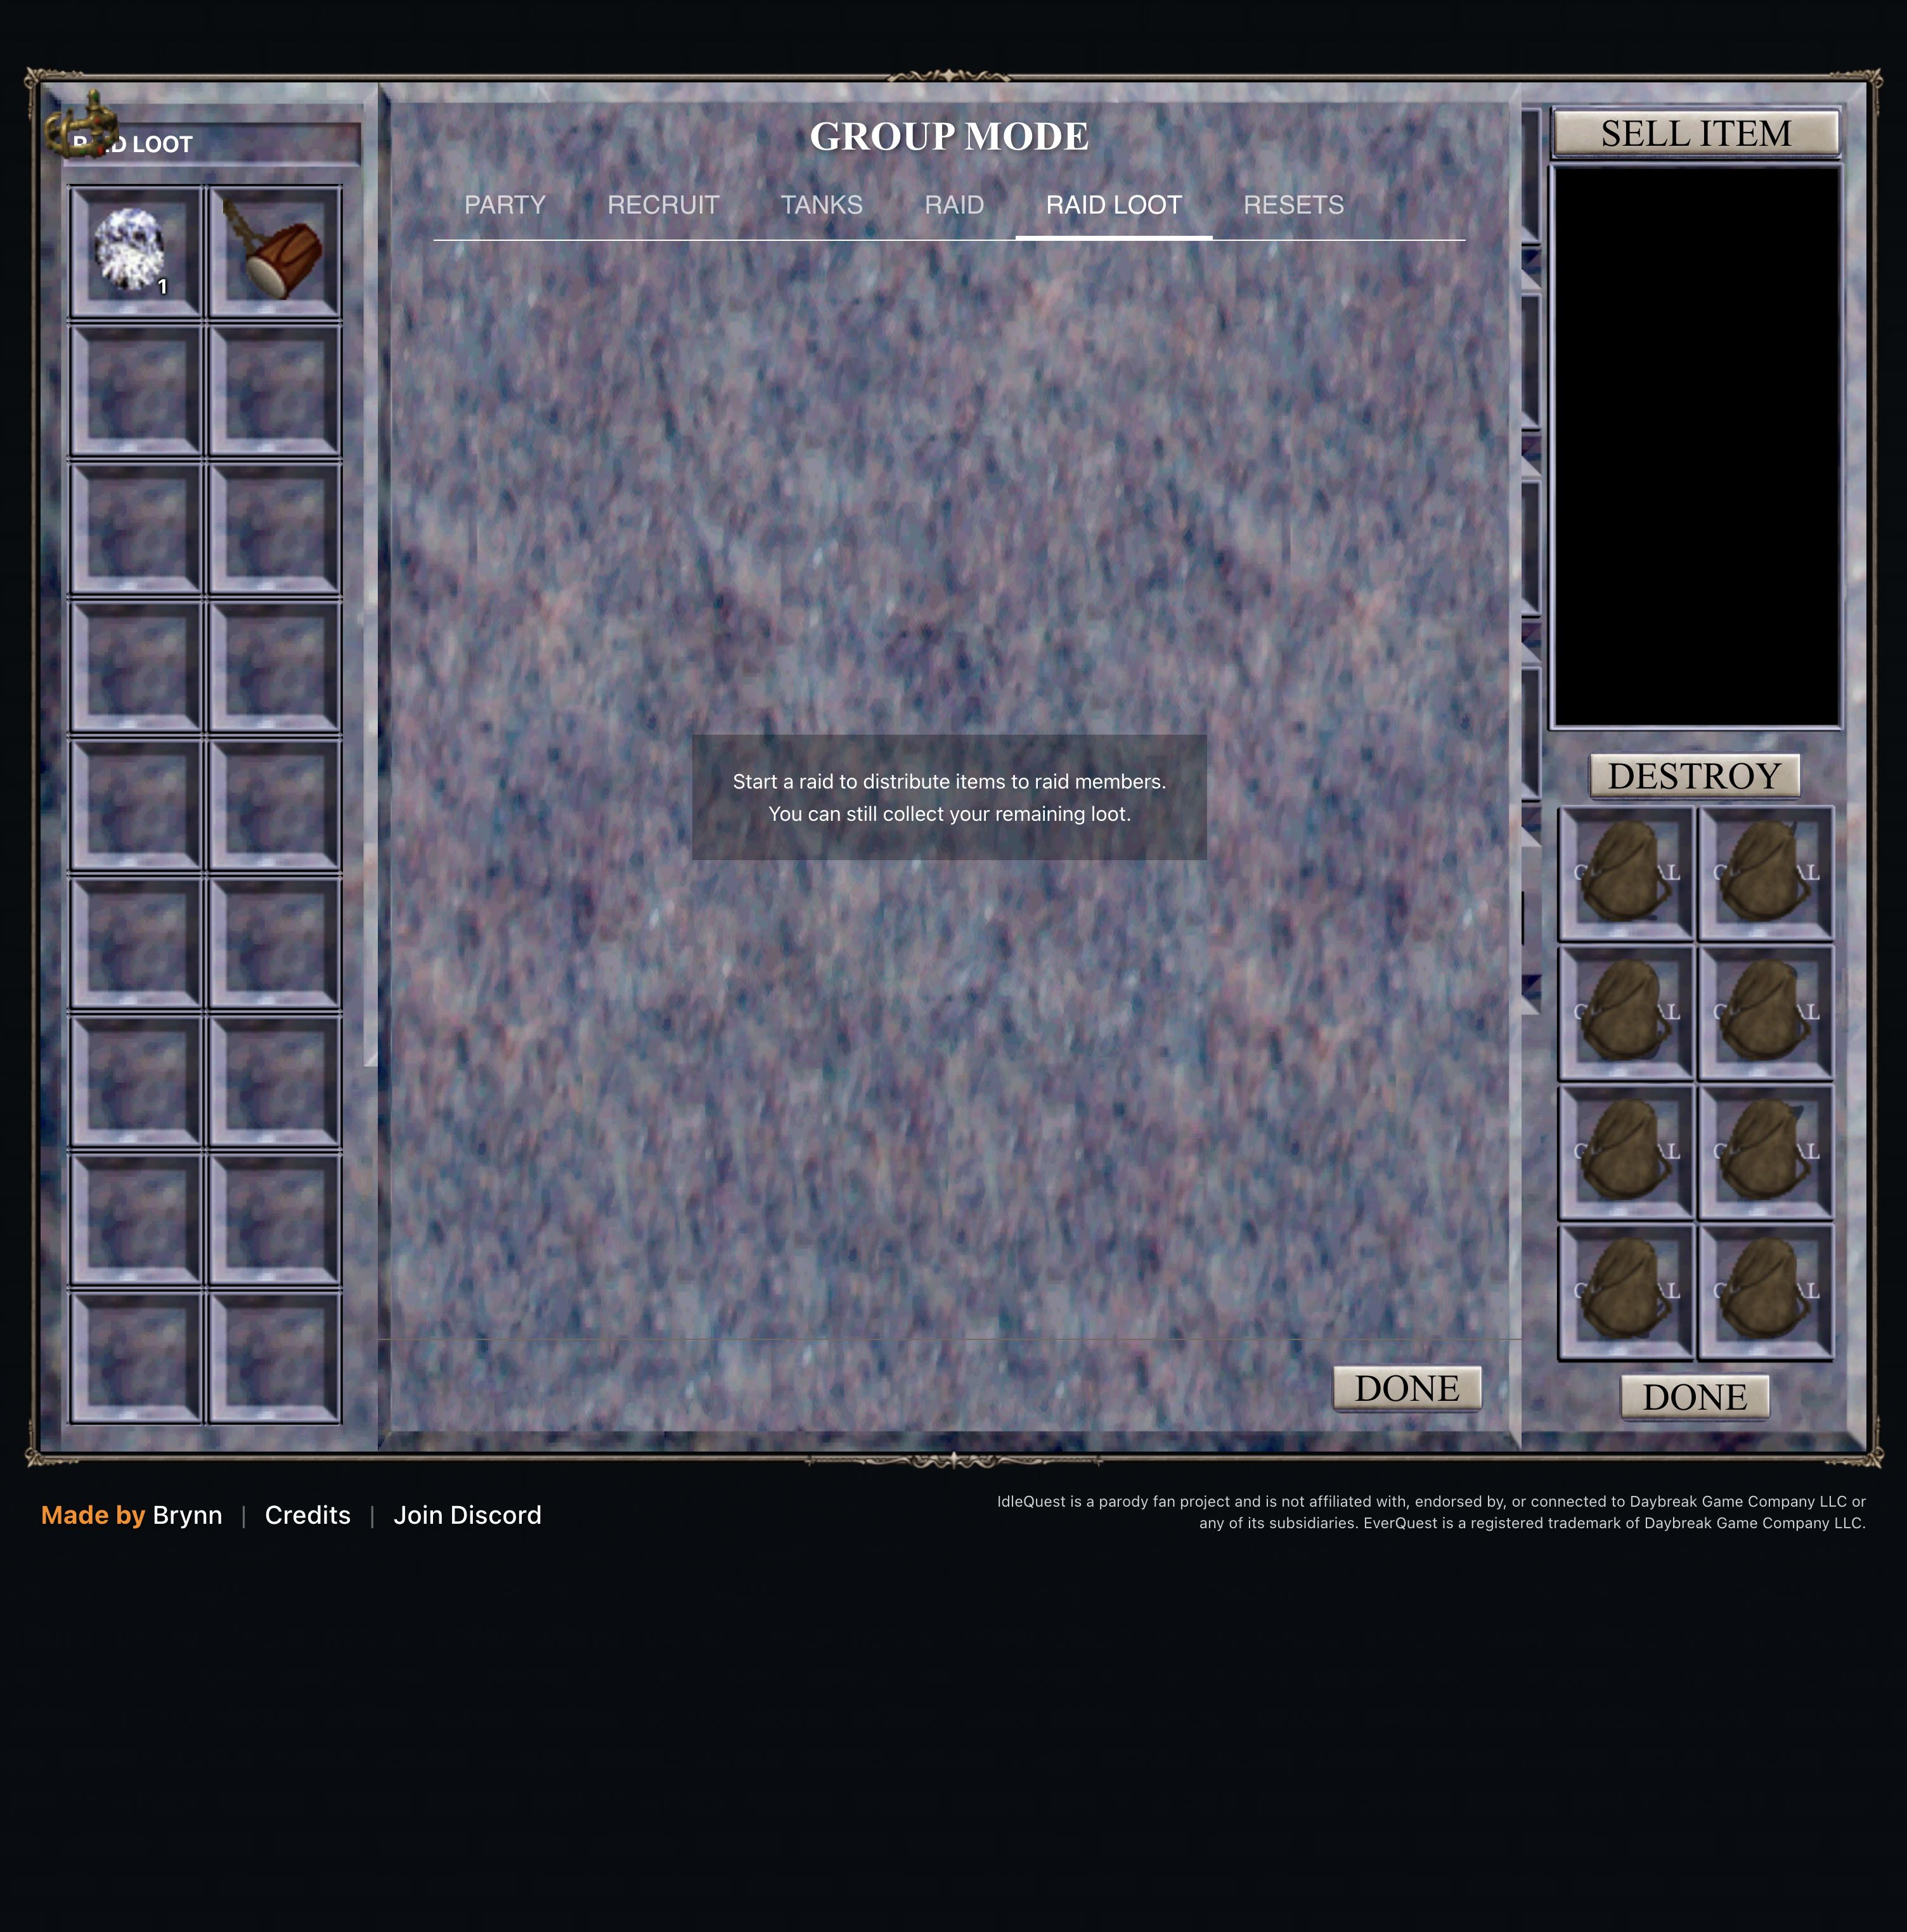 RAID LOOT
1
GROUP MODE
PARTY RECRUIT TANKS RAID RAID LOOT RESETS
Start a raid to distribute items to raid members.
You can still collect your remaining loot.
DONE
SELL ITEM
DESTROY
DONE
Made by Brynn | Credits | Join Discord
IdleQuest is a parody fan project and is not affiliated with, endorsed by, or connected to Daybreak Game Company LLC or
any of its subsidiaries. EverQuest is a registered trademark of Daybreak Game Company LLC.